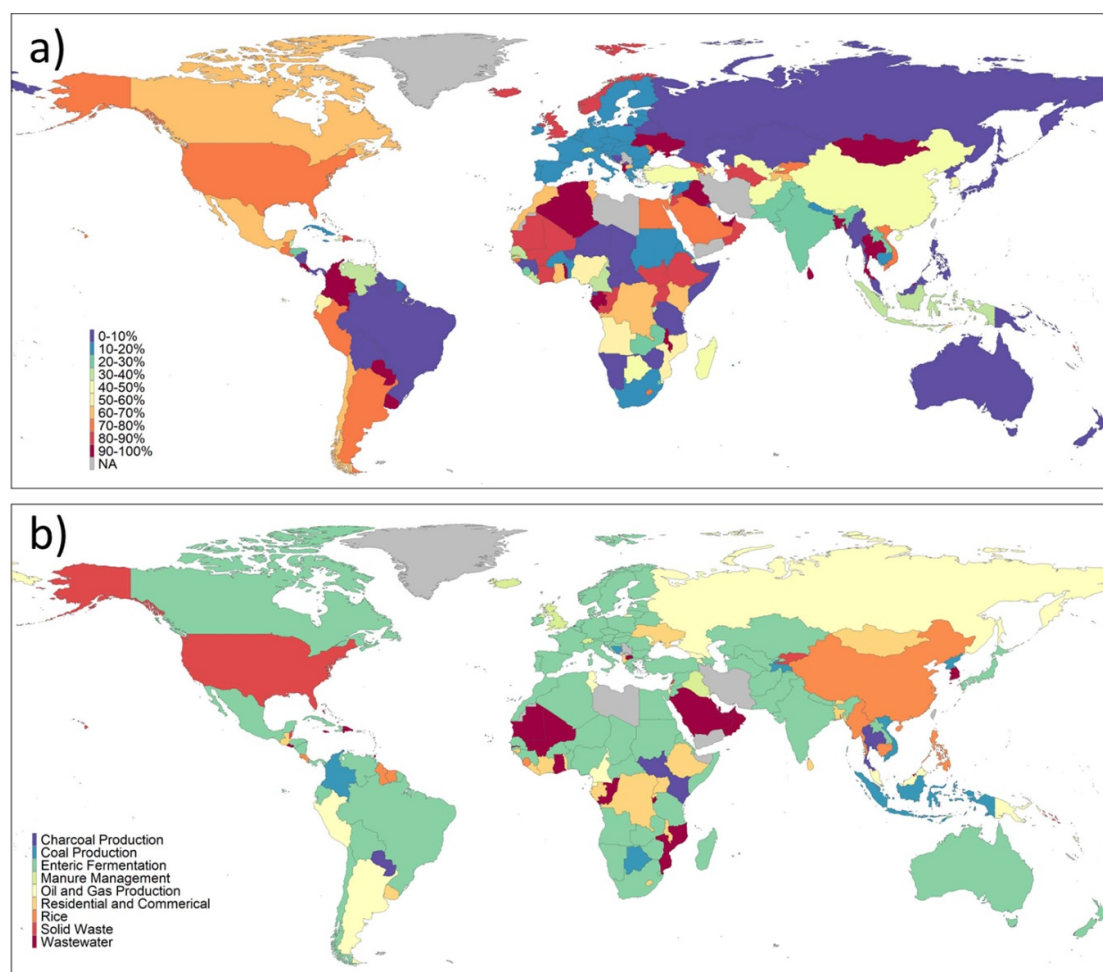 a)
0-10%
10-20%
20-30%
30-40%
40-50%
50-60%
60-70%
70-80%
80-90%
90-100%
NA
b)
Charcoal Production
Coal Production
Enteric Fermentation
Manure Management
Oil and Gas Production
Residential and Commerical
Rice
Solid Waste
Wastewater